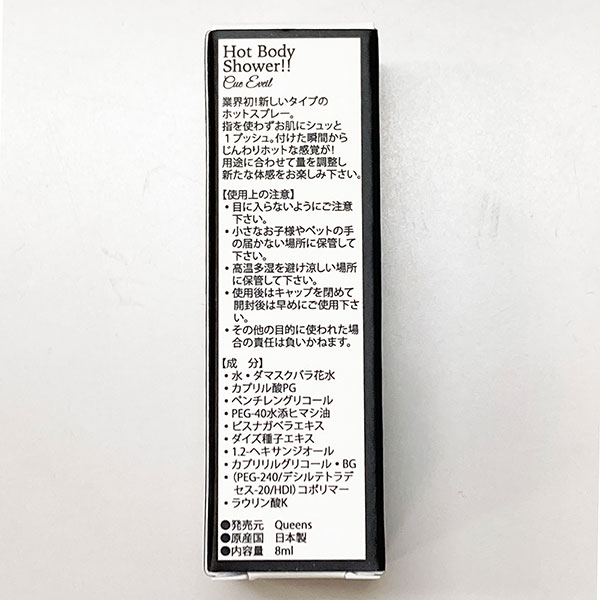 Hot Body
Shower!!
Cue Eveil
業界初！新しいタイプの
ホットスプレー。
指を使わずお肌にシュッと
1プッシュ。付けた瞬間から
じんわりホットな感覚が！
用途に合わせて量を調整し
新たな体感をお楽しみ下さい。
【使用上の注意】
・目に入らないようにご注意
下さい。
・小さなお子様やペットの手
の届かない場所に保管して
下さい。
・高温多湿を避け涼しい場所
に保管して下さい。
・使用後はキャップを閉めて
開封後は早めにご使用下さ
い。
・その他の目的に使われた場
合の責任は負いかねます。
【成　分】
・水・ダマスクバラ花水
・カプリル酸PG
・ペンチレングリコール
・PEG-40水添ヒマシ油
・ビスナガベラエキス
・ダイズ種子エキス
・1.2-ヘキサンジオール
・カプリリルグリコール・BG
・（PEG-240/デシルテトラデ
セス-20/HDI）コポリマー
・ラウリン酸K
●発売元　Queens
●原産国　日本製
●内容量　8ml